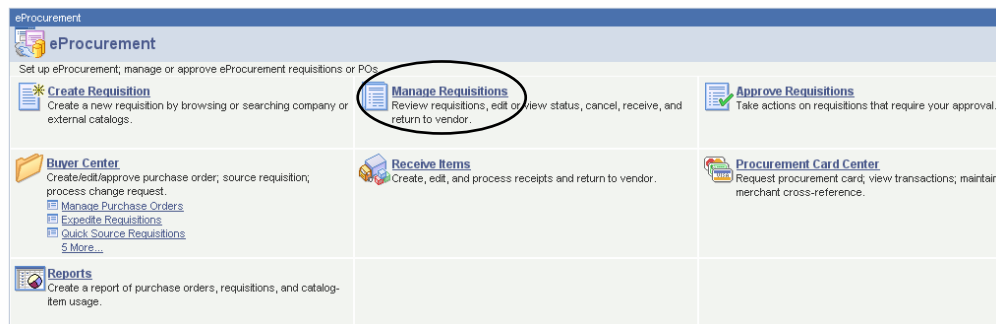 eProcurement
eProcurement
Set up eProcurement; manage or approve eProcurement requisitions or POs.
Create Requisition
Create a new requisition by browsing or searching company or
external catalogs.
Manage Requisitions
Review requisitions, edit or view status, cancel, receive, and
return to vendor.
Approve Requisitions
Take actions on requisitions that require your approval.
Buyer Center
Create/edit/approve purchase order; source requisition;
process change request.
Manage Purchase Orders
Expedite Requisitions
Quick Source Requisitions
5 More...
Receive Items
Create, edit, and process receipts and return to vendor.
Procurement Card Center
Request procurement card; view transactions; maintain
merchant cross-reference.
Reports
Create a report of purchase orders, requisitions, and catalog-
item usage.